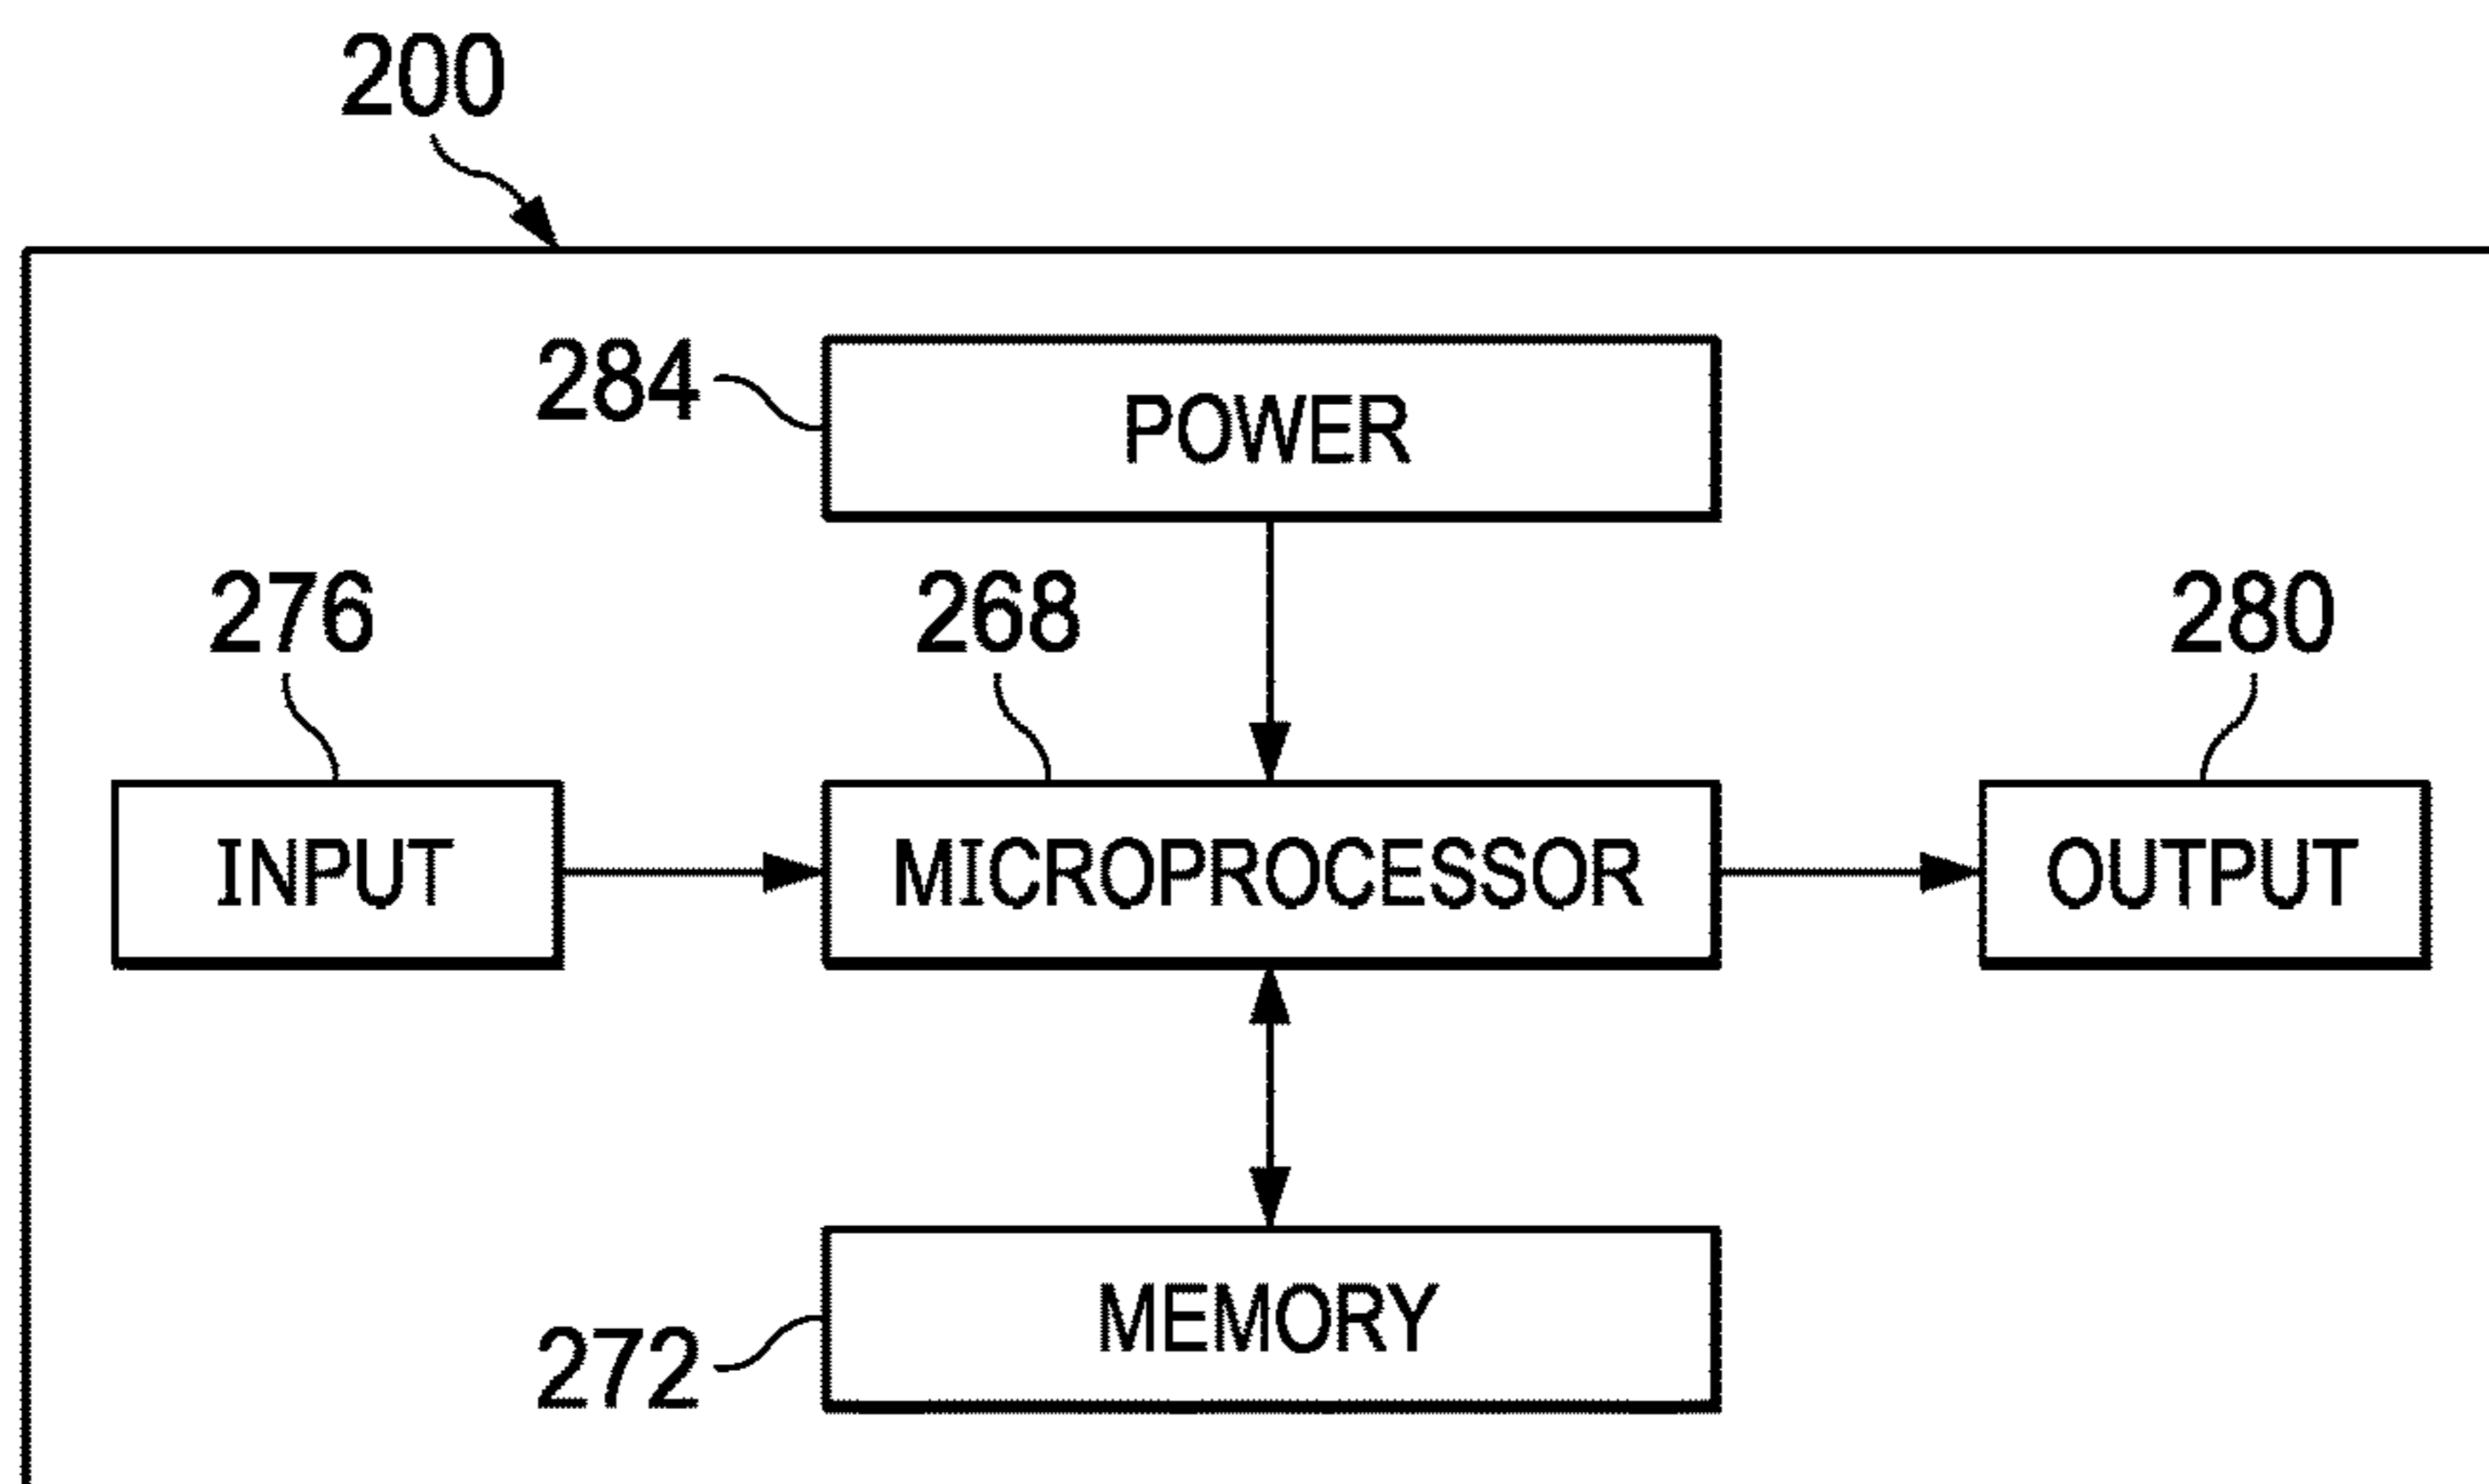 200
284
POWER
276
268
280
INPUT
MICROPROCESSOR
OUTPUT
MEMORY
272